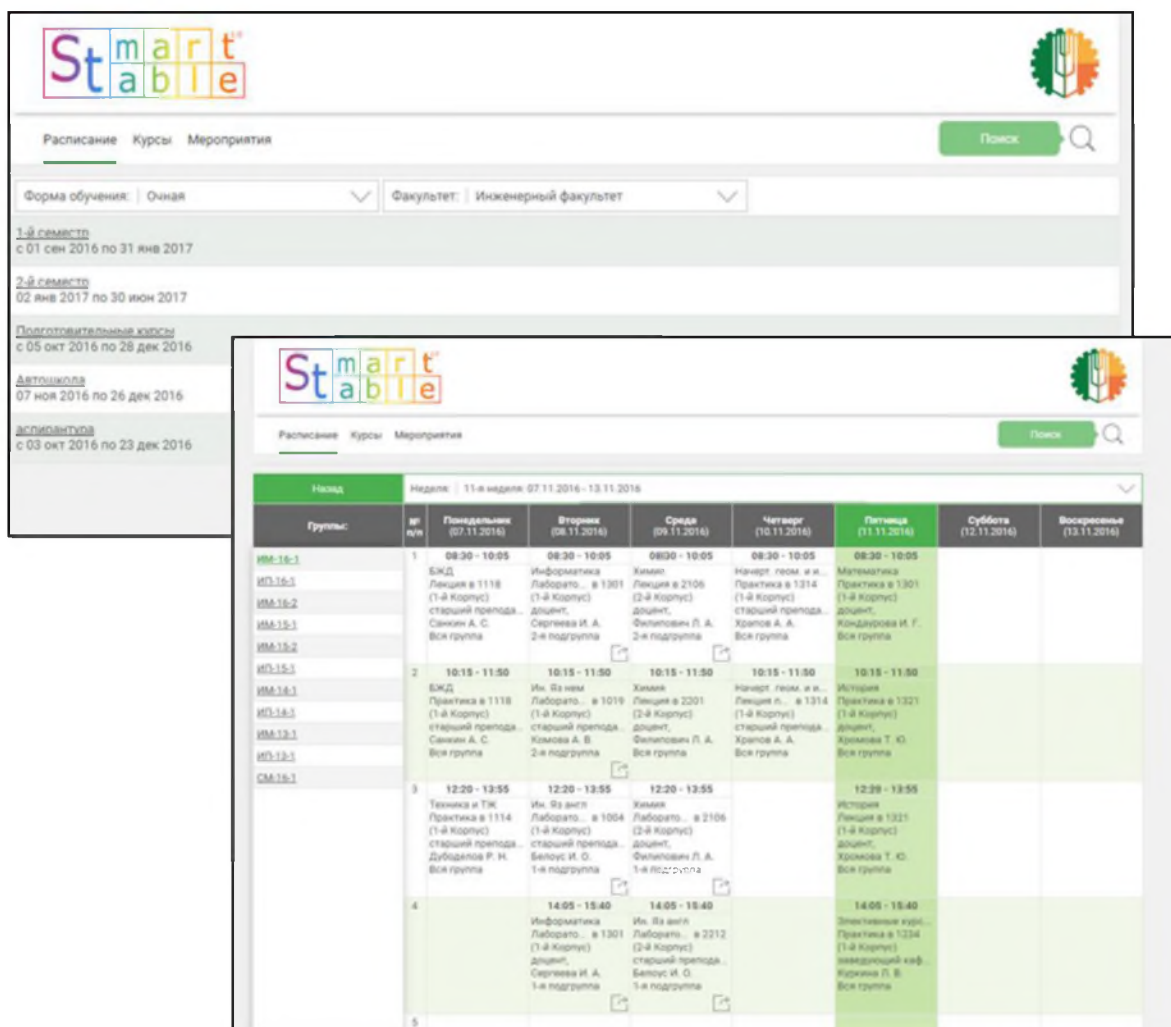 Smart table
Расписание Курсы Мероприятия
Поиск
Форма обучения: Очная
Факультет: Инженерный факультет
1-й семестр
с 01 сен 2016 по 31 янв 2017
2-й семестр
02 янв 2017 по 30 июн 2017
Подготовительные курсы
с 05 окт 2016 по 28 дек 2016
Автошкола
07 ноя 2016 по 26 дек 2016
аспирантура
с 03 окт 2016 по 23 дек 2016
Smart table
Расписание Курсы Мероприятия
Поиск
Назад
Неделя: 11-я неделя: 07.11.2016 - 13.11.2016
Группы:
№ п/п
Понедельник (07.11.2016)
Вторник (08.11.2016)
Среда (09.11.2016)
Четверг (10.11.2016)
Пятница (11.11.2016)
Суббота (12.11.2016)
Воскресенье (13.11.2016)
ИМ-16-1
ИП-16-1
ИМ-16-2
ИМ-15-1
ИМ-15-2
ИП-15-1
ИМ-14-1
ИП-14-1
ИМ-13-1
ИП-13-1
СМ-16-1
1
08:30 - 10:05
БЖД
Лекция в 1118
(1-й Корпус)
старший препода...
Санкин А. С.
Вся группа
08:30 - 10:05
Информатика
Лаборато... в 1301
(1-й Корпус)
доцент,
Сергеева И. А.
2-я подгруппа
08:30 - 10:05
Химия
Лекция в 2106
(2-й Корпус)
доцент,
Филипович Л. А.
2-я подгруппа
08:30 - 10:05
Начерт. геом. и и...
Практика в 1314
(1-й Корпус)
старший препода...
Храпов А. А.
Вся группа
08:30 - 10:05
Математика
Практика в 1301
(1-й Корпус)
доцент,
Кондаурова И. Г.
Вся группа
2
10:15 - 11:50
БЖД
Практика в 1118
(1-й Корпус)
старший препода...
Санкин А. С.
Вся группа
10:15 - 11:50
Ин. Яз нем
Лаборато... в 1019
(1-й Корпус)
старший препода...
Комова А. В.
2-я подгруппа
10:15 - 11:50
Химия
Лекция в 2201
(2-й Корпус)
доцент,
Филипович Л. А.
Вся группа
10:15 - 11:50
Начерт. геом. и и...
Лекция п... в 1314
(1-й Корпус)
старший препода...
Храпов А. А.
Вся группа
10:15 - 11:50
История
Практика в 1321
(1-й Корпус)
доцент,
Хромова Т. Ю.
Вся группа
3
12:20 - 13:55
Техника и ТЖ
Практика в 1114
(1-й Корпус)
старший препода...
Дубоделов Р. Н.
Вся группа
12:20 - 13:55
Ин. Яз англ
Лаборато... в 1004
(1-й Корпус)
старший препода...
Белоус И. О.
1-я подгруппа
12:20 - 13:55
Химия
Лаборато... в 2106
(2-й Корпус)
доцент,
Филипович Л. А.
1-я подгруппа
12:20 - 13:55
История
Лекция в 1321
(1-й Корпус)
доцент,
Хромова Т. Ю.
Вся группа
4
14:05 - 15:40
Информатика
Лаборато... в 1301
(1-й Корпус)
доцент,
Сергеева И. А.
1-я подгруппа
14:05 - 15:40
Ин. Яз англ
Лаборато... в 2212
(2-й Корпус)
старший препода...
Белоус И. О.
1-я подгруппа
14:05 - 15:40
Элективные курс...
Практика в 1234
(1-й Корпус)
заведующий каф...
Куркина Л. В.
Вся группа
5